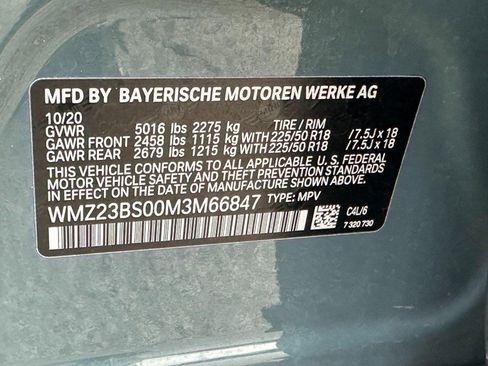 MFD BY BAYERISCHE MOTOREN WERKE AG
10/20
GVWR 5016 lbs 2275 kg TIRE / RIM
GAWR FRONT 2458 lbs 1115 kg WITH 225/50 R18 / 7.5J x 18
GAWR REAR 2679 lbs 1215 kg WITH 225/50 R18 / 7.5J x 18
THIS VEHICLE CONFORMS TO ALL APPLICABLE U. S. FEDERAL
MOTOR VEHICLE SAFETY AND THEFT PREVENTION STANDARDS
IN EFFECT ON THE DATE OF MANUFACTURE SHOWN ABOVE.
WMZ23BS00M3M66847 TYPE: MPV
C4L/6
7 320 730